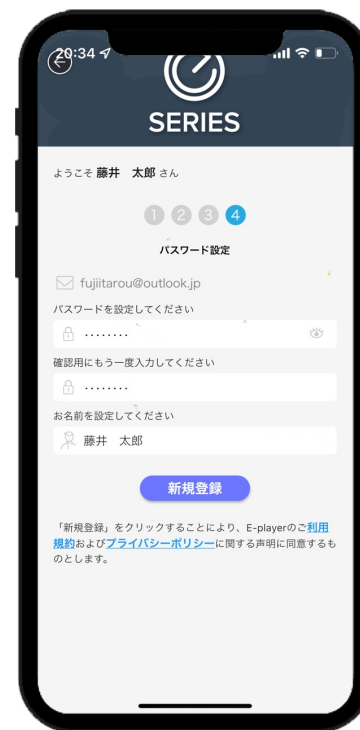 20:34
SERIES
ようこそ 藤井　太郎 さん
1 2 3 4
パスワード設定
fujiitarou@outlook.jp
パスワードを設定してください
........
確認用にもう一度入力してください
........
お名前を設定してください
藤井　太郎
新規登録
「新規登録」をクリックすることにより、E-playerのご利用
規約およびプライバシーポリシーに関する声明に同意するも
のとします。